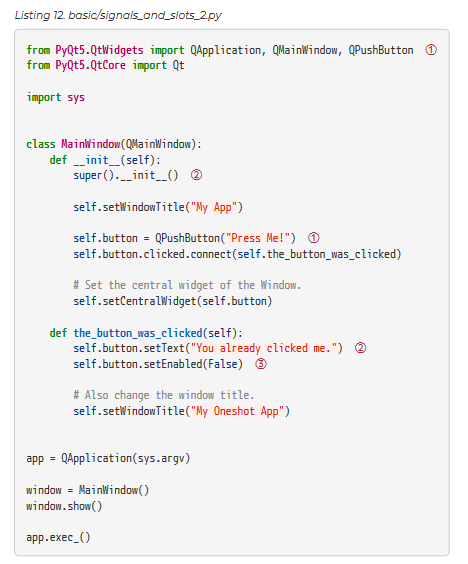 Listing 12. basic/signals_and_slots_2.py
from PyQt5.QtWidgets import QApplication, QMainWindow, QPushButton ①
from PyQt5.QtCore import Qt
import sys
class MainWindow(QMainWindow):
    def __init__(self):
        super().__init__() ②
        self.setWindowTitle("My App")
        self.button = QPushButton("Press Me!") ①
        self.button.clicked.connect(self.the_button_was_clicked)
        # Set the central widget of the Window.
        self.setCentralWidget(self.button)
    def the_button_was_clicked(self):
        self.button.setText("You already clicked me.") ②
        self.button.setEnabled(False) ③
        # Also change the window title.
        self.setWindowTitle("My Oneshot App")
app = QApplication(sys.argv)
window = MainWindow()
window.show()
app.exec_()